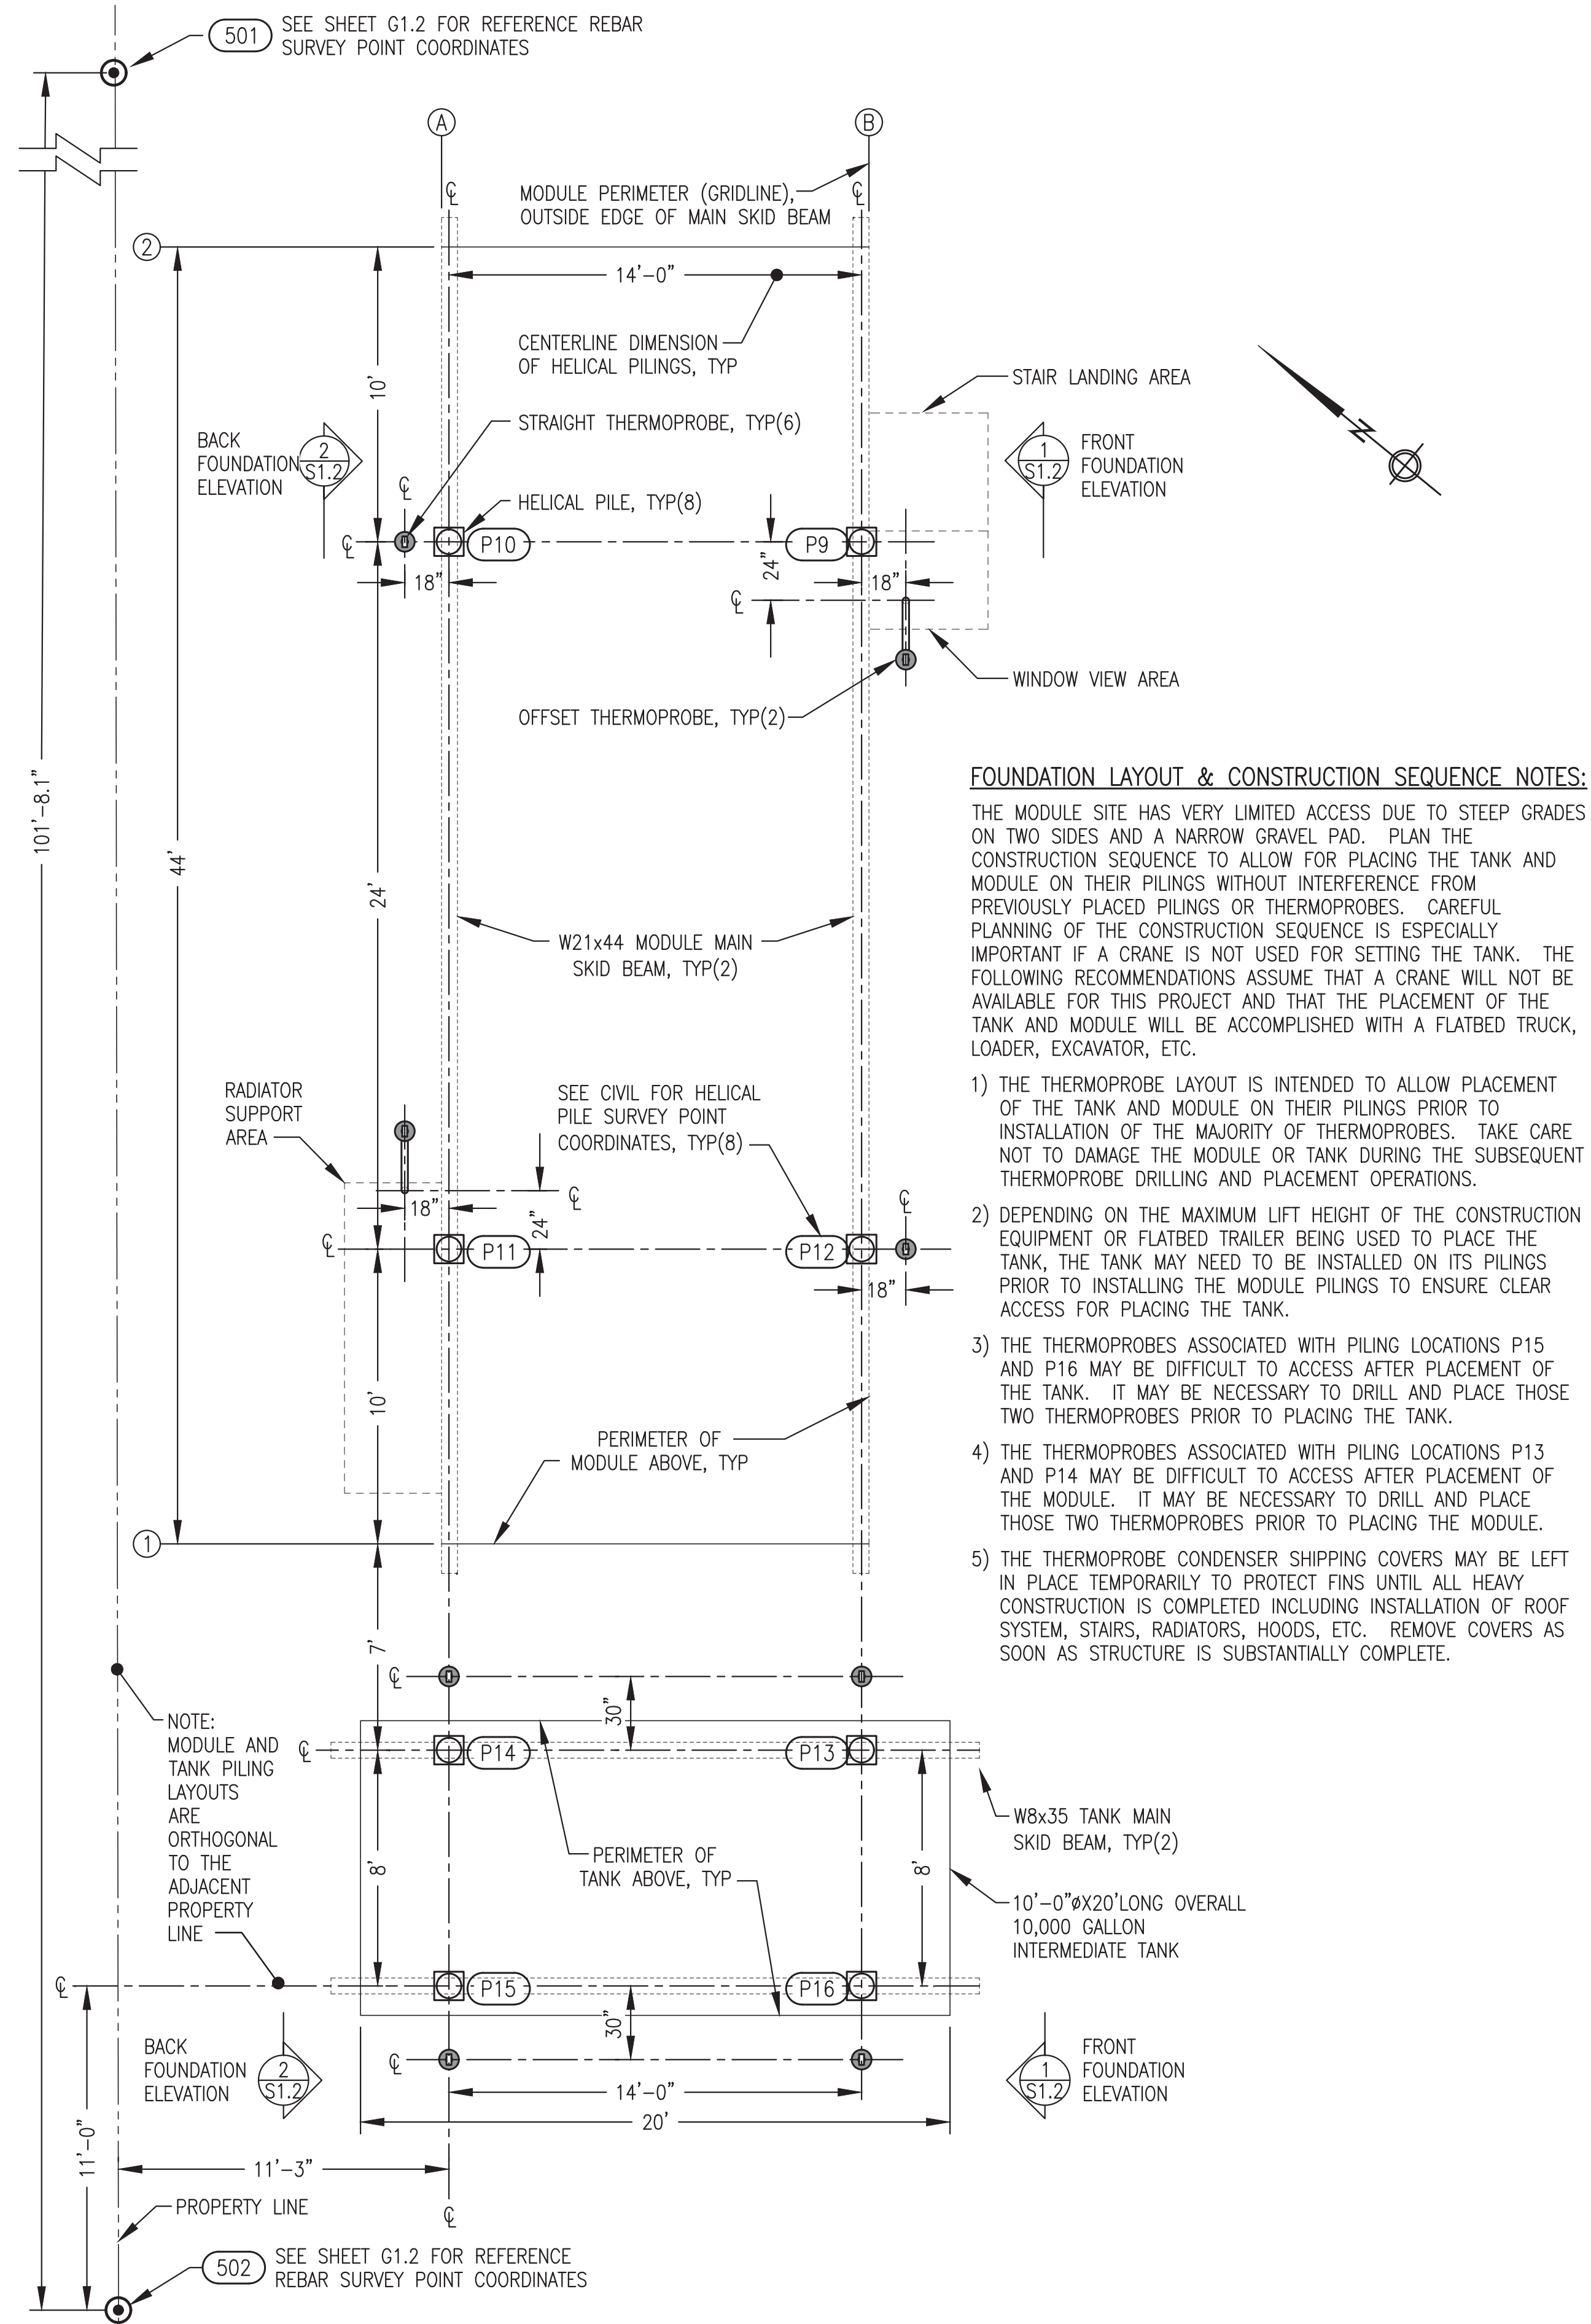 501
SEE SHEET G1.2 FOR REFERENCE REBAR
SURVEY POINT COORDINATES
A
B
℄
℄
MODULE PERIMETER (GRIDLINE),
OUTSIDE EDGE OF MAIN SKID BEAM
2
14'-0"
CENTERLINE DIMENSION
OF HELICAL PILINGS, TYP
10'
STAIR LANDING AREA
STRAIGHT THERMOPROBE, TYP(6)
BACK
FOUNDATION
ELEVATION
2
S1.2
1
S1.2
FRONT
FOUNDATION
ELEVATION
N
℄
HELICAL PILE, TYP(8)
℄
P10
P9
24"
18"
18"
℄
WINDOW VIEW AREA
OFFSET THERMOPROBE, TYP(2)
101'-8.1"
44'
24'
W21x44 MODULE MAIN
SKID BEAM, TYP(2)
RADIATOR
SUPPORT
AREA
SEE CIVIL FOR HELICAL
PILE SURVEY POINT
COORDINATES, TYP(8)
18"
℄
24"
℄
℄
P11
P12
18"
10'
PERIMETER OF
MODULE ABOVE, TYP
1
7'
℄
30"
NOTE:
MODULE AND
TANK PILING
LAYOUTS
ARE
ORTHOGONAL
TO THE
ADJACENT
PROPERTY
LINE
℄
P14
P13
W8x35 TANK MAIN
SKID BEAM, TYP(2)
PERIMETER OF
TANK ABOVE, TYP
8'
8'
10'-0"øX20'LONG OVERALL
10,000 GALLON
INTERMEDIATE TANK
℄
P15
P16
30"
BACK
FOUNDATION
ELEVATION
2
S1.2
℄
1
S1.2
FRONT
FOUNDATION
ELEVATION
14'-0"
20'
11'-0"
11'-3"
PROPERTY LINE
℄
502
SEE SHEET G1.2 FOR REFERENCE
REBAR SURVEY POINT COORDINATES
FOUNDATION LAYOUT & CONSTRUCTION SEQUENCE NOTES:
THE MODULE SITE HAS VERY LIMITED ACCESS DUE TO STEEP GRADES
ON TWO SIDES AND A NARROW GRAVEL PAD. PLAN THE
CONSTRUCTION SEQUENCE TO ALLOW FOR PLACING THE TANK AND
MODULE ON THEIR PILINGS WITHOUT INTERFERENCE FROM
PREVIOUSLY PLACED PILINGS OR THERMOPROBES. CAREFUL
PLANNING OF THE CONSTRUCTION SEQUENCE IS ESPECIALLY
IMPORTANT IF A CRANE IS NOT USED FOR SETTING THE TANK. THE
FOLLOWING RECOMMENDATIONS ASSUME THAT A CRANE WILL NOT BE
AVAILABLE FOR THIS PROJECT AND THAT THE PLACEMENT OF THE
TANK AND MODULE WILL BE ACCOMPLISHED WITH A FLATBED TRUCK,
LOADER, EXCAVATOR, ETC.
1) THE THERMOPROBE LAYOUT IS INTENDED TO ALLOW PLACEMENT
OF THE TANK AND MODULE ON THEIR PILINGS PRIOR TO
INSTALLATION OF THE MAJORITY OF THERMOPROBES. TAKE CARE
NOT TO DAMAGE THE MODULE OR TANK DURING THE SUBSEQUENT
THERMOPROBE DRILLING AND PLACEMENT OPERATIONS.
2) DEPENDING ON THE MAXIMUM LIFT HEIGHT OF THE CONSTRUCTION
EQUIPMENT OR FLATBED TRAILER BEING USED TO PLACE THE
TANK, THE TANK MAY NEED TO BE INSTALLED ON ITS PILINGS
PRIOR TO INSTALLING THE MODULE PILINGS TO ENSURE CLEAR
ACCESS FOR PLACING THE TANK.
3) THE THERMOPROBES ASSOCIATED WITH PILING LOCATIONS P15
AND P16 MAY BE DIFFICULT TO ACCESS AFTER PLACEMENT OF
THE TANK. IT MAY BE NECESSARY TO DRILL AND PLACE THOSE
TWO THERMOPROBES PRIOR TO PLACING THE TANK.
4) THE THERMOPROBES ASSOCIATED WITH PILING LOCATIONS P13
AND P14 MAY BE DIFFICULT TO ACCESS AFTER PLACEMENT OF
THE MODULE. IT MAY BE NECESSARY TO DRILL AND PLACE
THOSE TWO THERMOPROBES PRIOR TO PLACING THE MODULE.
5) THE THERMOPROBE CONDENSER SHIPPING COVERS MAY BE LEFT
IN PLACE TEMPORARILY TO PROTECT FINS UNTIL ALL HEAVY
CONSTRUCTION IS COMPLETED INCLUDING INSTALLATION OF ROOF
SYSTEM, STAIRS, RADIATORS, HOODS, ETC. REMOVE COVERS AS
SOON AS STRUCTURE IS SUBSTANTIALLY COMPLETE.